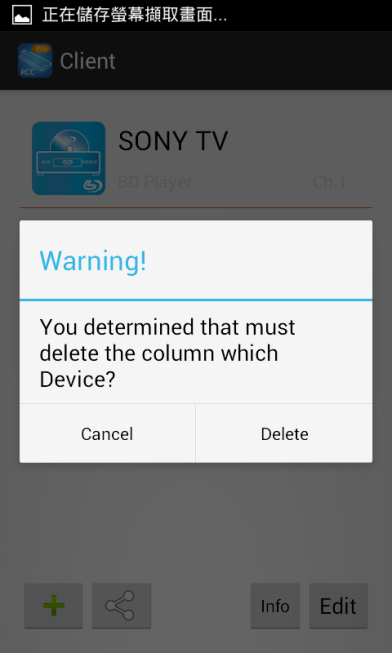 正在儲存螢幕擷取畫面...
RCC
Client
SONY TV
BD Player
Ch.1
Warning!
You determined that must
delete the column which
Device?
Cancel
Delete
Info
Edit